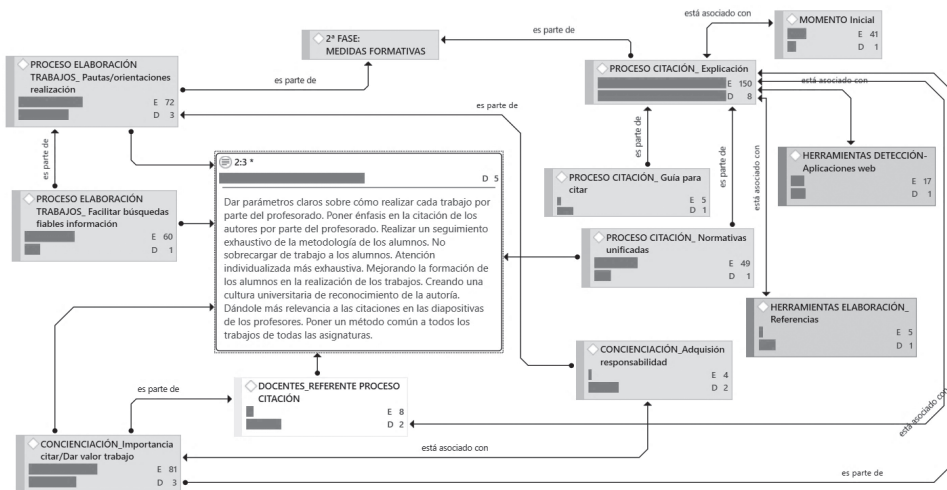 está asociado con
MOMENTO Inicial
E 41
D 1
2ª FASE:
MEDIDAS FORMATIVAS
es parte de
PROCESO ELABORACIÓN
TRABAJOS_ Pautas/orientaciones
realización
E 72
D 3
es parte de
PROCESO CITACIÓN_ Explicación
E 150
D 8
está asociado con
es parte de
es parte de
es parte de
es parte de
está asociado con
HERRAMIENTAS DETECCIÓN-
Aplicaciones web
E 17
D 1
2:3 *
D 5
Dar parámetros claros sobre cómo realizar cada trabajo por
parte del profesorado. Poner énfasis en la citación de los
autores por parte del profesorado. Realizar un seguimiento
exhaustivo de la metodología de los alumnos. No
sobrecargar de trabajo a los alumnos. Atención
individualizada más exhaustiva. Mejorando la formación de
los alumnos en la realización de los trabajos. Creando una
cultura universitaria de reconocimiento de la autoría.
Dándole más relevancia a las citaciones en las diapositivas
de los profesores. Poner un método común a todos los
trabajos de todas las asignaturas.
PROCESO ELABORACIÓN
TRABAJOS_ Facilitar búsquedas
fiables información
E 60
D 1
PROCESO CITACIÓN_ Guía para
citar
E 5
D 1
PROCESO CITACIÓN_ Normativas
unificadas
E 49
D 1
HERRAMIENTAS ELABORACIÓN_
Referencias
E 5
D 1
CONCIENCIACIÓN_Adquisión
responsabilidad
E 4
D 2
es parte de
DOCENTES_REFERENTE PROCESO
CITACIÓN
E 8
D 2
está asociado con
CONCIENCIACIÓN_Importancia
citar/Dar valor trabajo
E 81
D 3
está asociado con
es parte de